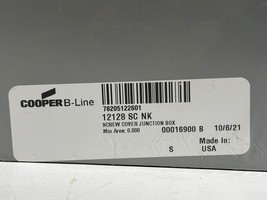 COOPER B-Line
78205122601
12128 SC NK
SCREW COVER JUNCTION BOX
Min Area: 0.000 00016900 B 10/6/21
Made in:
S USA